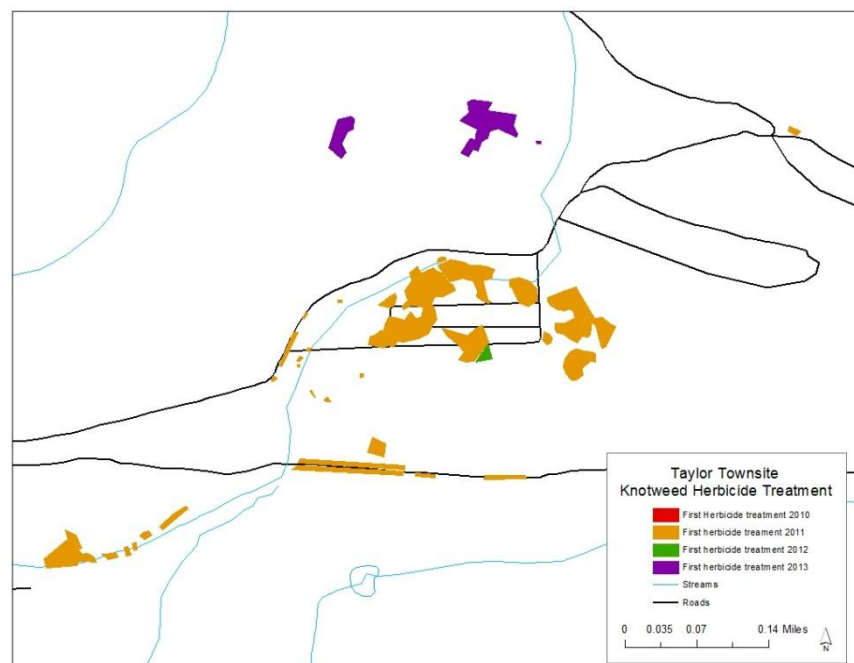 Taylor Townsite
Knotweed Herbicide Treatment
First Herbicide treatment 2010
First herbicide treament 2011
First herbicide treatment 2012
First herbicide treatment 2013
Streams
Roads
0 0.035 0.07 0.14 Miles
N